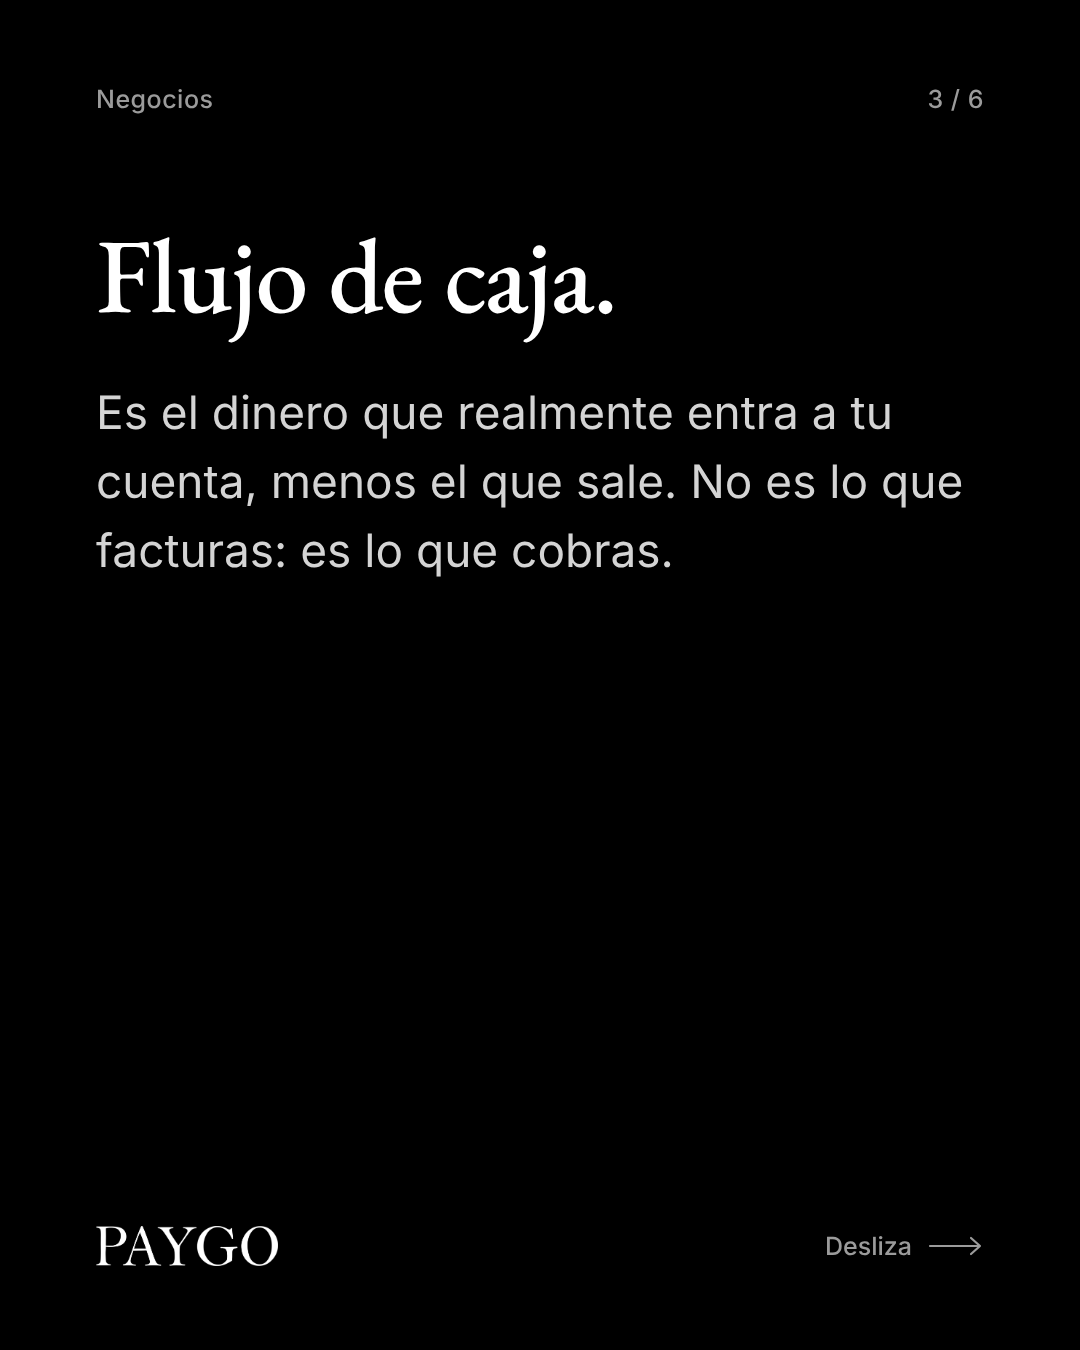 Negocios
3 / 6
Flujo de caja.
Es el dinero que realmente entra a tu
cuenta, menos el que sale. No es lo que
facturas: es lo que cobras.
PAYGO
Desliza